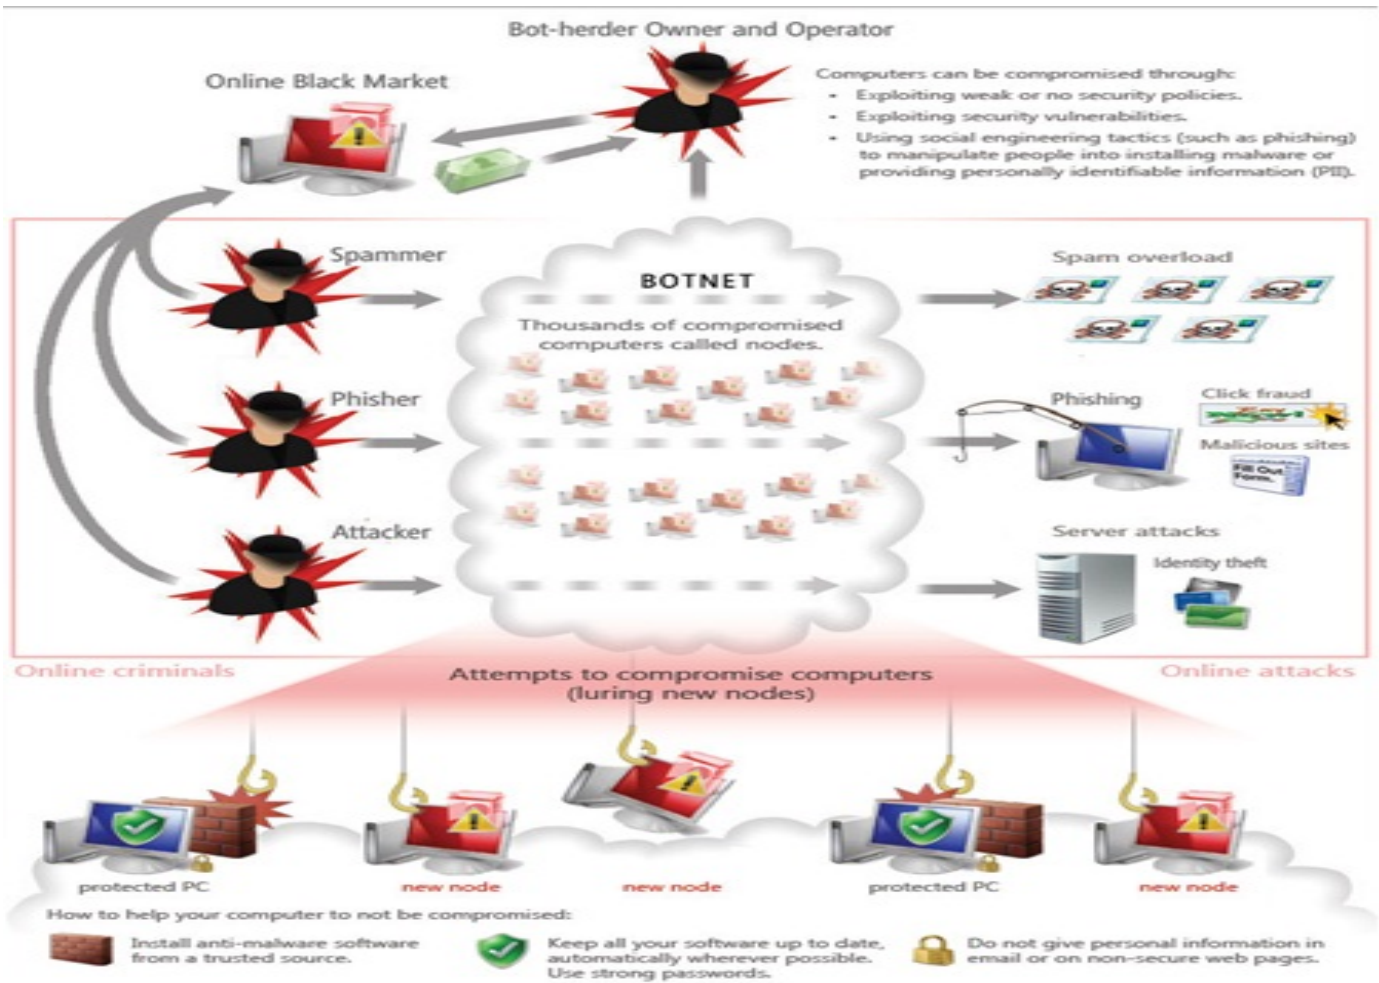 Bot-herder Owner and Operator
Online Black Market
Computers can be compromised through:
• Exploiting weak or no security policies.
• Exploiting security vulnerabilities.
• Using social engineering tactics (such as phishing)
to manipulate people into installing malware or
providing personally identifiable information (PII).
Spammer
BOTNET
Thousands of compromised
computers called nodes.
Spam overload
Phisher
Phishing
Click fraud
Malicious sites
Fill Out
Form.
Attacker
Server attacks
Identity theft
Online criminals
Attempts to compromise computers
(luring new nodes)
Online attacks
protected PC
new node
new node
protected PC
new node
How to help your computer to not be compromised:
Install anti-malware software
from a trusted source.
Keep all your software up to date,
automatically wherever possible.
Use strong passwords.
Do not give personal information in
email or on non-secure web pages.